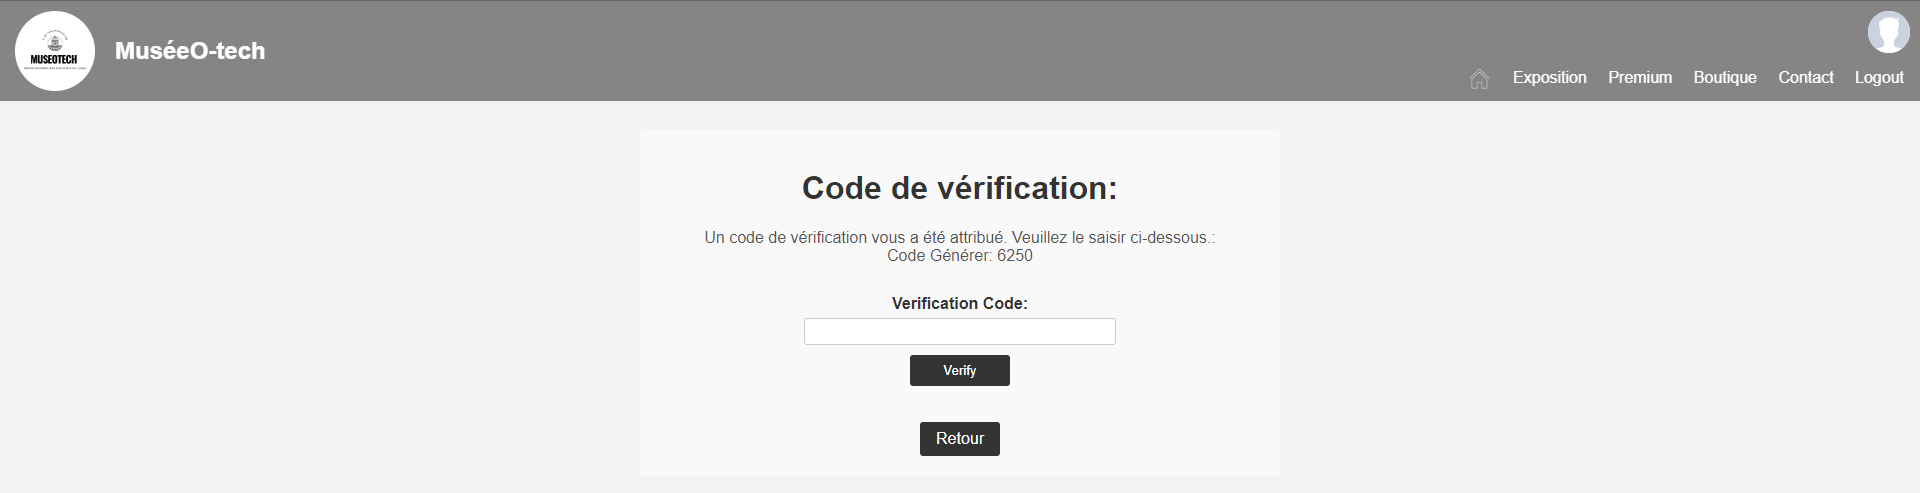 MUSEOTECH
MuséeO-tech
Exposition Premium Boutique Contact Logout
Code de vérification:
Un code de vérification vous a été attribué. Veuillez le saisir ci-dessous.:
Code Générer: 6250
Verification Code:
Verify
Retour